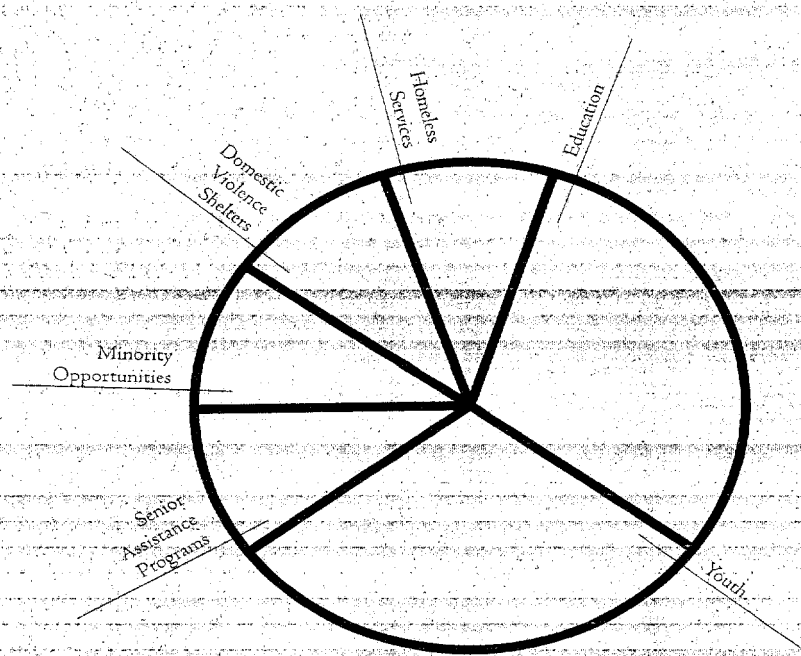 Homeless
Services
Education
Domestic
Violence
Shelters
Minority
Opportunities
Senior
Assistance
Programs
Youth